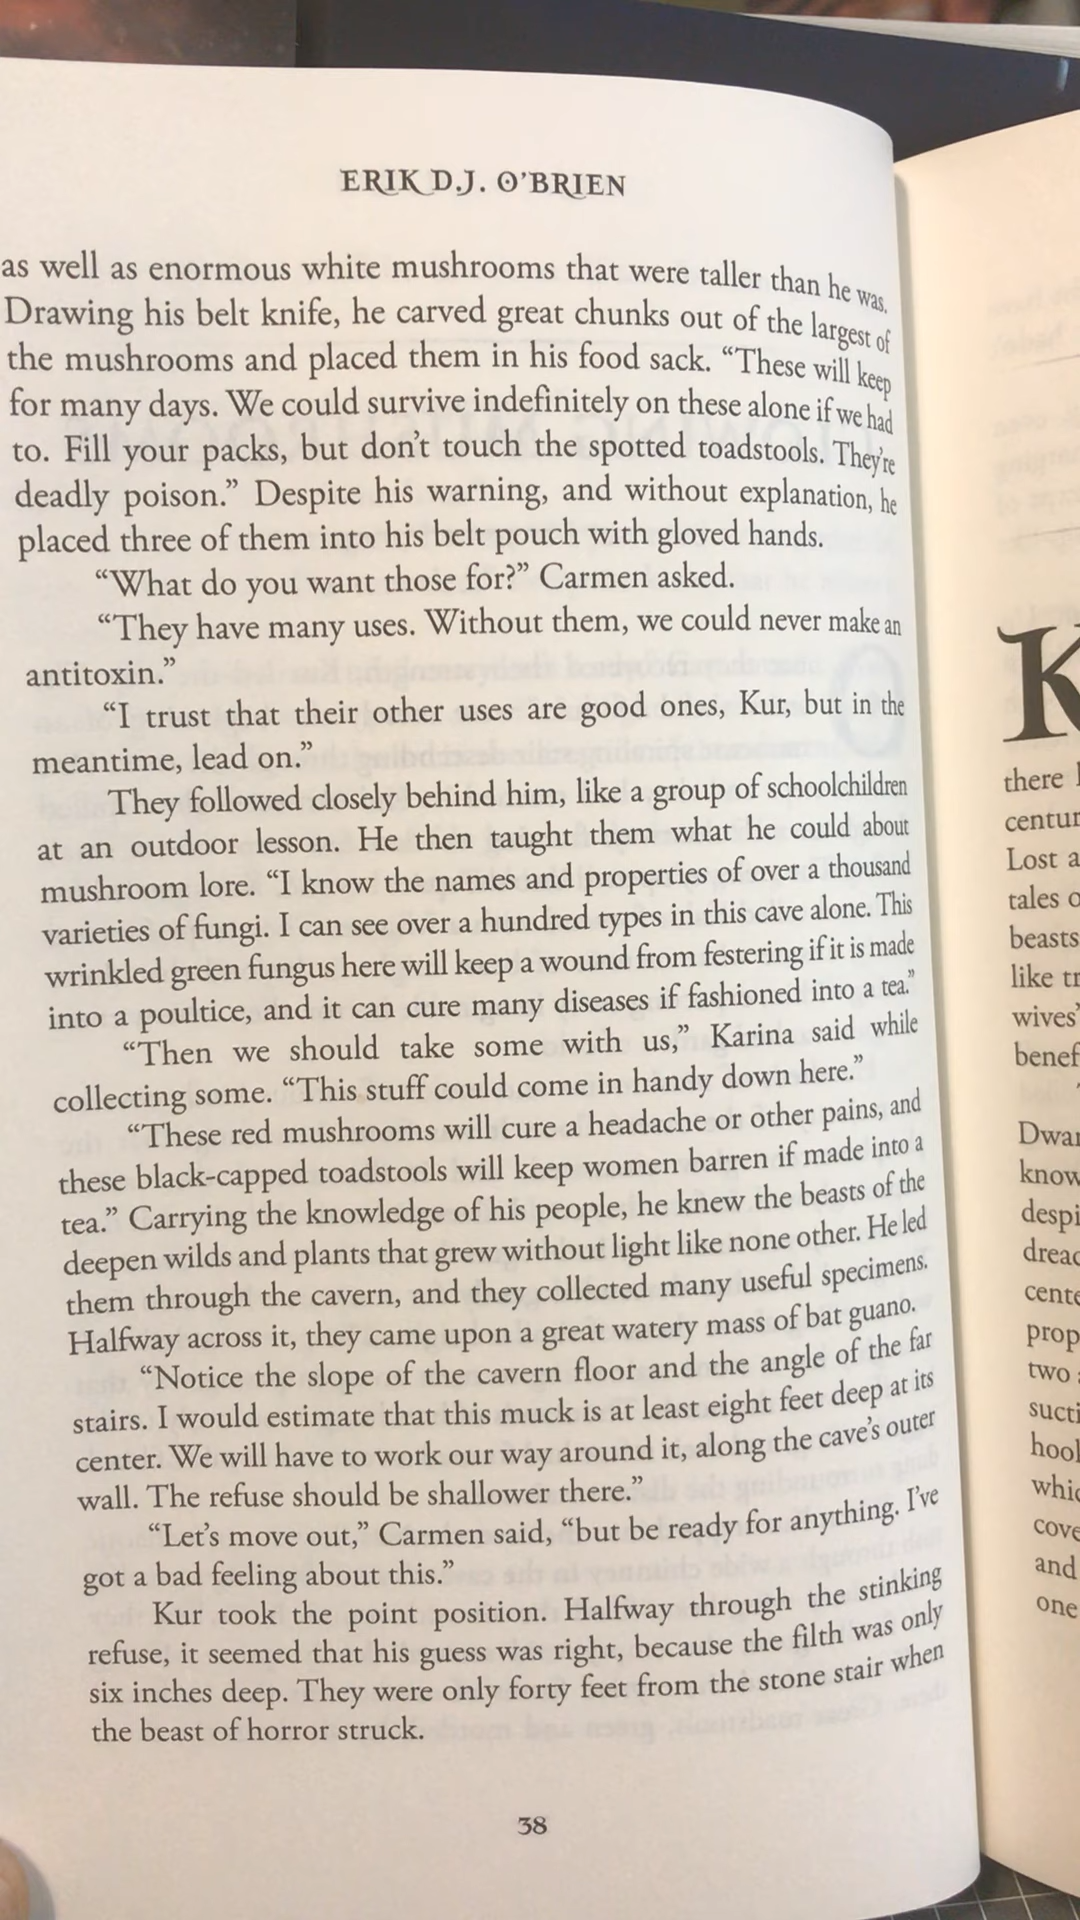 ERIK D.J. O'BRIEN
as well as enormous white mushrooms that were taller than he was.
Drawing his belt knife, he carved great chunks out of the largest of
the mushrooms and placed them in his food sack. “These will keep
for many days. We could survive indefinitely on these alone if we had
to. Fill your packs, but don’t touch the spotted toadstools. They’re
deadly poison.” Despite his warning, and without explanation, he
placed three of them into his belt pouch with gloved hands.
“What do you want those for?” Carmen asked.
“They have many uses. Without them, we could never make an
antitoxin.”
“I trust that their other uses are good ones, Kur, but in the
meantime, lead on.”
They followed closely behind him, like a group of schoolchildren
at an outdoor lesson. He then taught them what he could about
mushroom lore. “I know the names and properties of over a thousand
varieties of fungi. I can see over a hundred types in this cave alone. This
wrinkled green fungus here will keep a wound from festering if it is made
into a poultice, and it can cure many diseases if fashioned into a tea.”
“Then we should take some with us,” Karina said while
collecting some. “This stuff could come in handy down here.”
“These red mushrooms will cure a headache or other pains, and
these black-capped toadstools will keep women barren if made into a
tea.” Carrying the knowledge of his people, he knew the beasts of the
deepen wilds and plants that grew without light like none other. He led
them through the cavern, and they collected many useful specimens.
Halfway across it, they came upon a great watery mass of bat guano.
“Notice the slope of the cavern floor and the angle of the far
stairs. I would estimate that this muck is at least eight feet deep at its
center. We will have to work our way around it, along the cave’s outer
wall. The refuse should be shallower there.”
“Let’s move out,” Carmen said, “but be ready for anything. I’ve
got a bad feeling about this.”
Kur took the point position. Halfway through the stinking
refuse, it seemed that his guess was right, because the filth was only
six inches deep. They were only forty feet from the stone stair when
the beast of horror struck.
38
K
there
centur
Lost a
tales o
beasts
like tr
wives’
benef
Dwar
know
despi
dread
cente
prop
two
sucti
hool
whic
cove
and
one